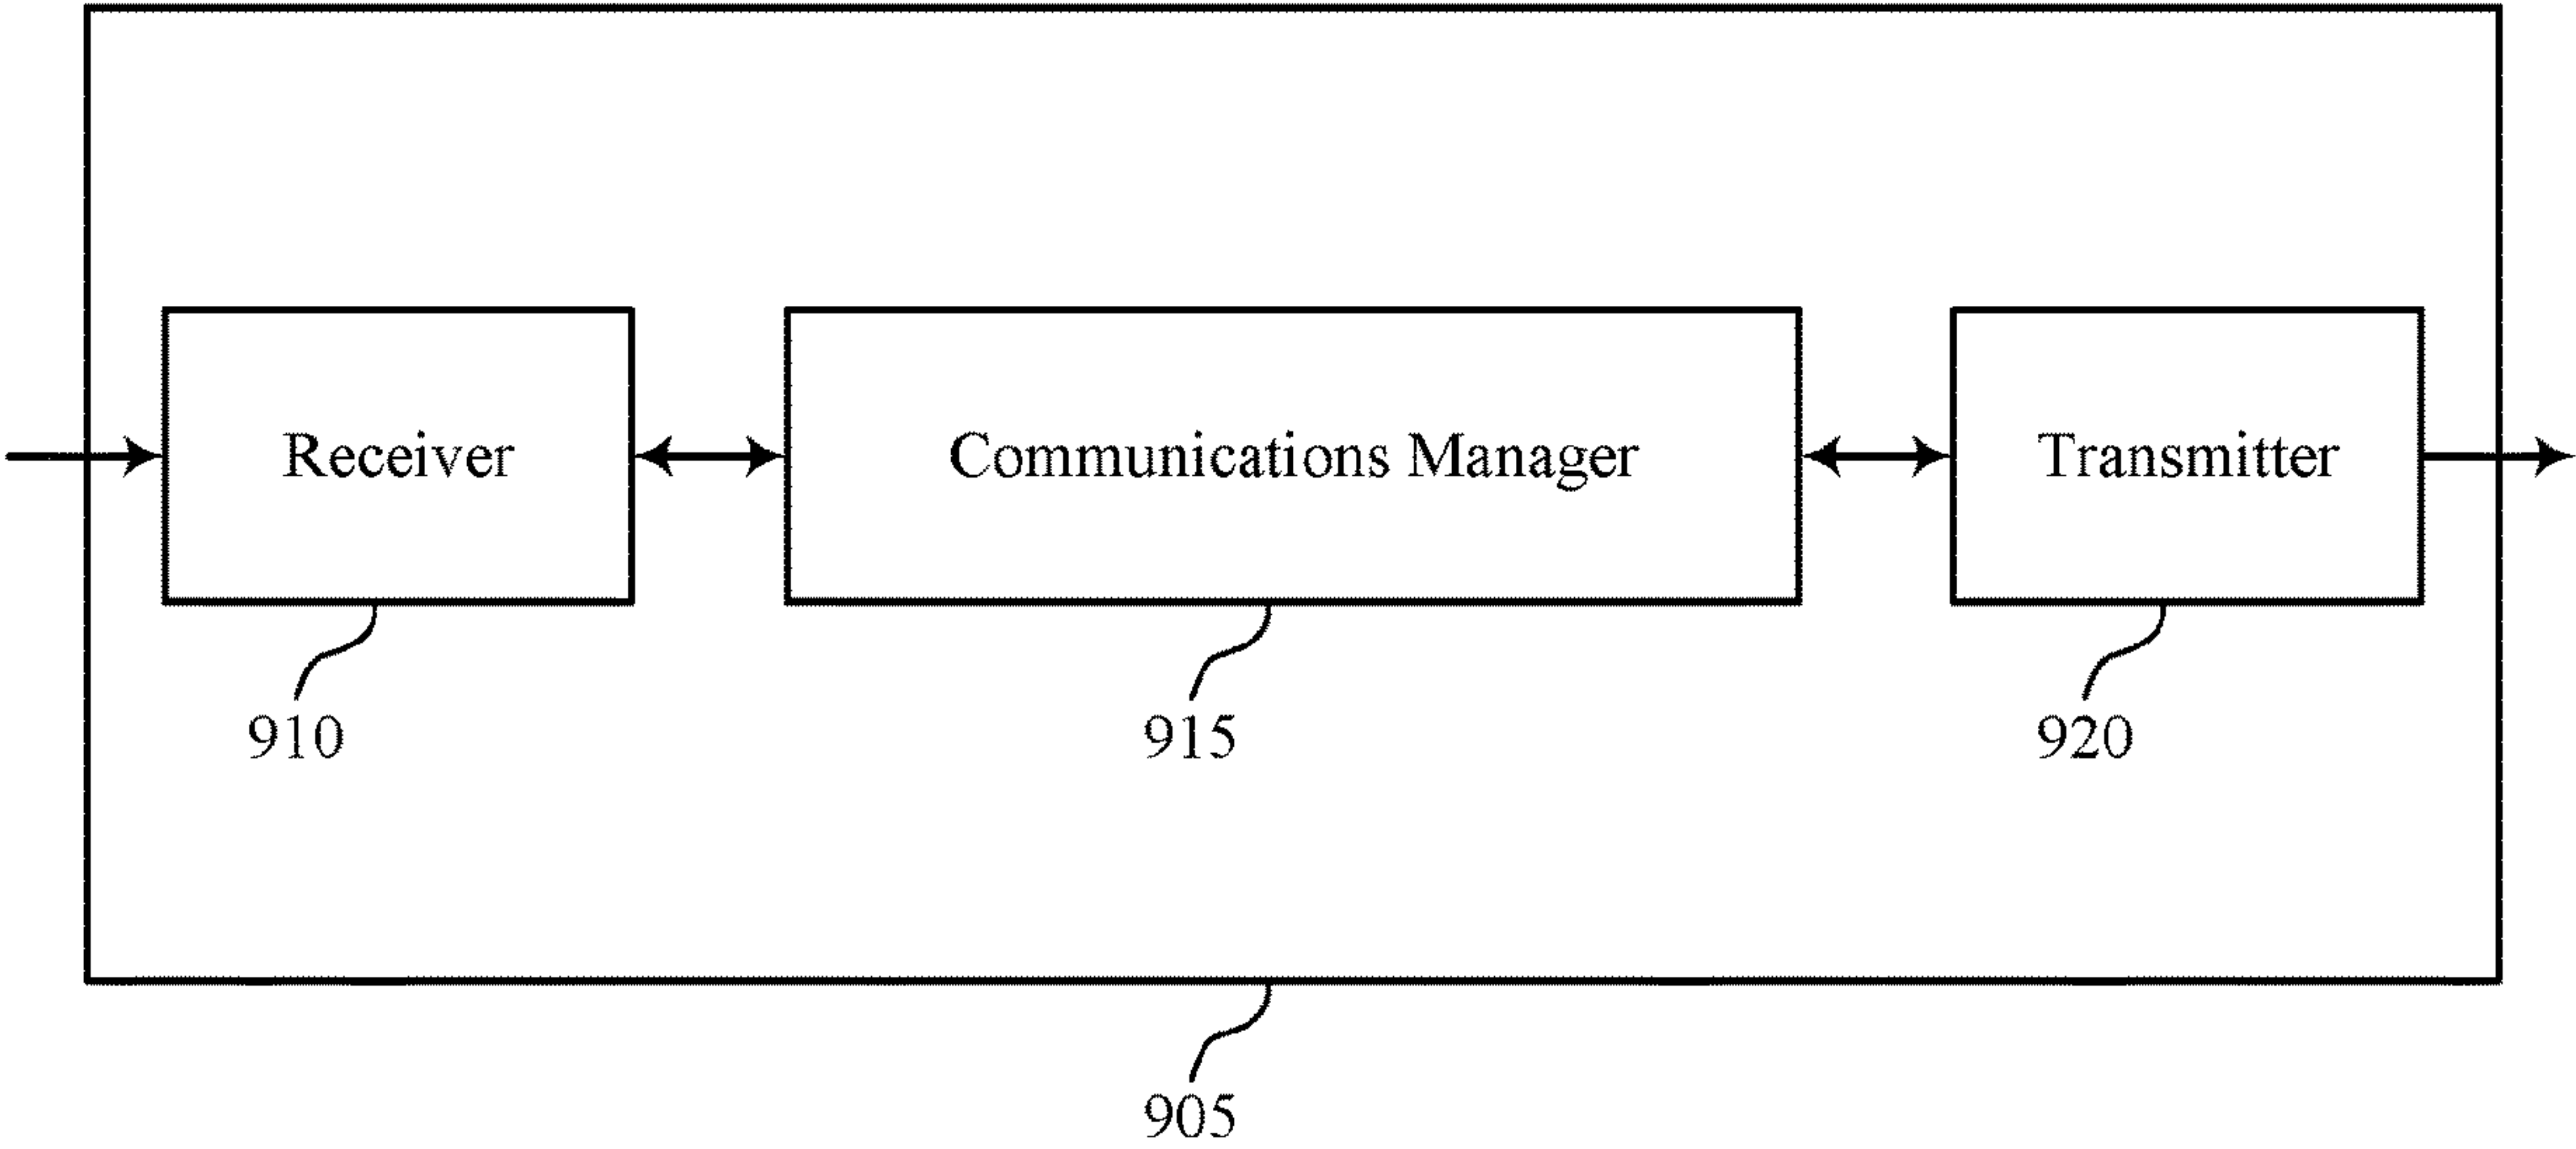 Receiver
Communications Manager
Transmitter
910
915
920
905